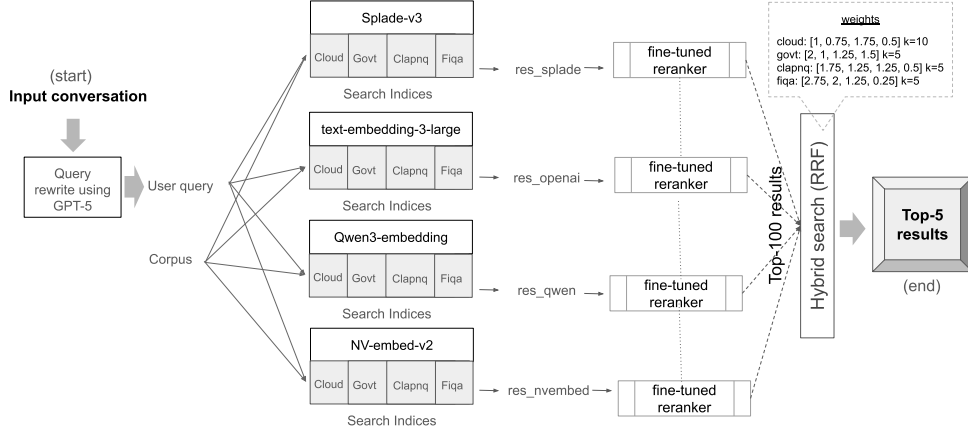 (start)
Input conversation
Query
rewrite using
GPT-5
User query
Corpus
Splade-v3
Cloud Govt Clapnq Fiqa
Search Indices
text-embedding-3-large
Cloud Govt Clapnq Fiqa
Search Indices
Qwen3-embedding
Cloud Govt Clapnq Fiqa
Search Indices
NV-embed-v2
Cloud Govt Clapnq Fiqa
Search Indices
res_splade
res_openai
res_qwen
res_nvembed
fine-tuned
reranker
fine-tuned
reranker
fine-tuned
reranker
fine-tuned
reranker
Top-100 results
weights
cloud: [1, 0.75, 1.75, 0.5] k=10
govt: [2, 1, 1.25, 1.5] k=5
clapnq: [1.75, 1.25, 1.25, 0.5] k=5
fiqa: [2.75, 2, 1.25, 0.25] k=5
Hybrid search (RRF)
Top-5
results
(end)